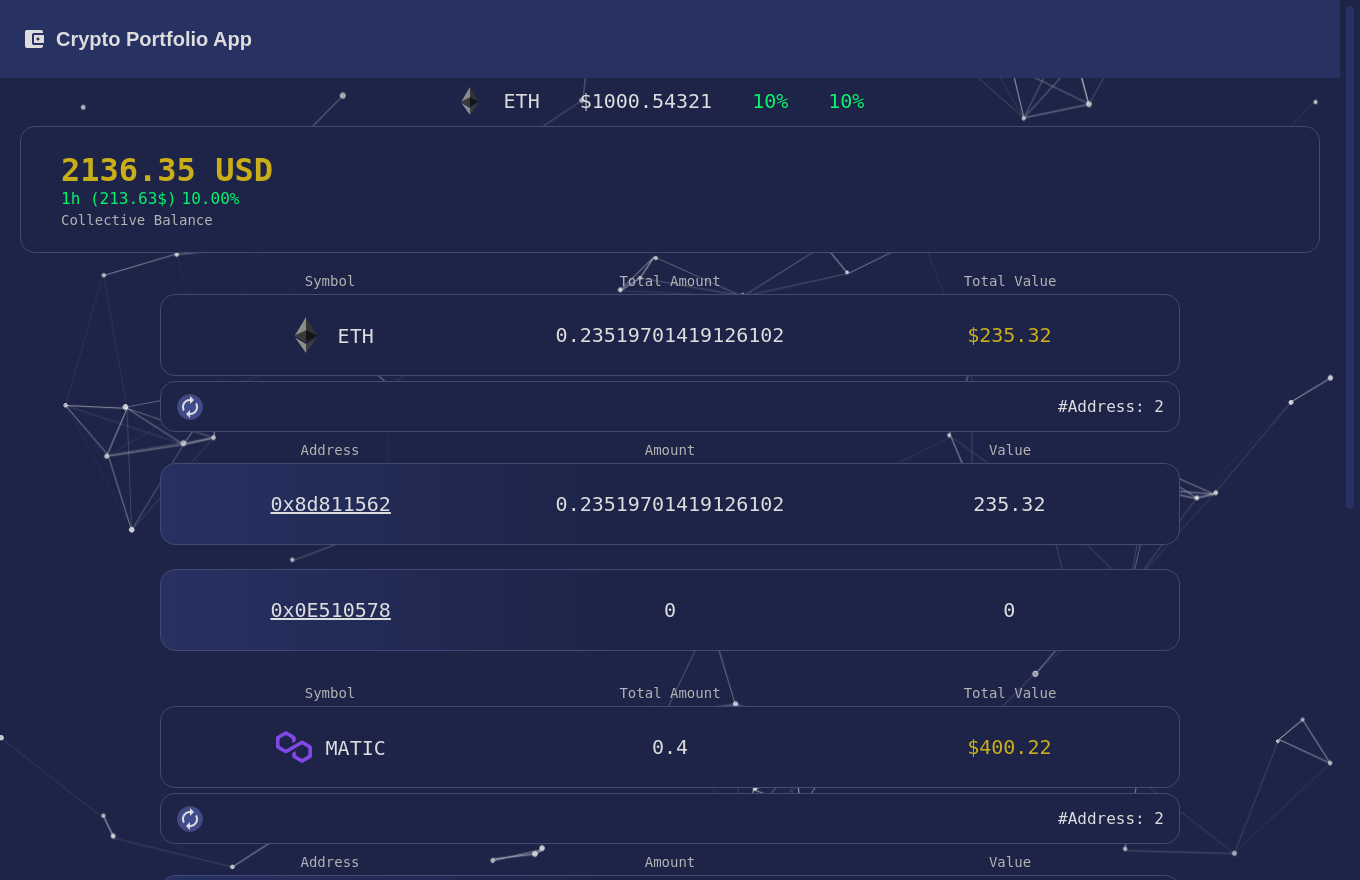 Crypto Portfolio App
ETH $1000.54321 10% 10%
2136.35 USD
1h (213.63$) 10.00%
Collective Balance
Symbol Total Amount Total Value
ETH 0.23519701419126102 $235.32
#Address: 2
Address Amount Value
0x8d811562 0.23519701419126102 235.32
0x0E510578 0 0
Symbol Total Amount Total Value
MATIC 0.4 $400.22
#Address: 2
Address Amount Value